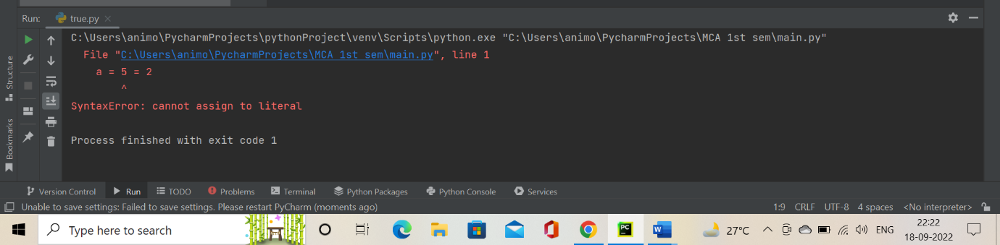 Run: true.py
C:\Users\animo\PycharmProjects\pythonProject\venv\Scripts\python.exe "C:\Users\animo\PycharmProjects\MCA 1st sem\main.py"
File "C:\Users\animo\PycharmProjects\MCA 1st sem\main.py", line 1
a = 5 = 2
^
SyntaxError: cannot assign to literal
Process finished with exit code 1
Structure
Bookmarks
Version Control Run TODO Problems Terminal Python Packages Python Console Services
Unable to save settings: Failed to save settings. Please restart PyCharm (moments ago) 1:9 CRLF UTF-8 4 spaces <No interpreter>
Type here to search PC W 27°C ENG 22:22
18-09-2022